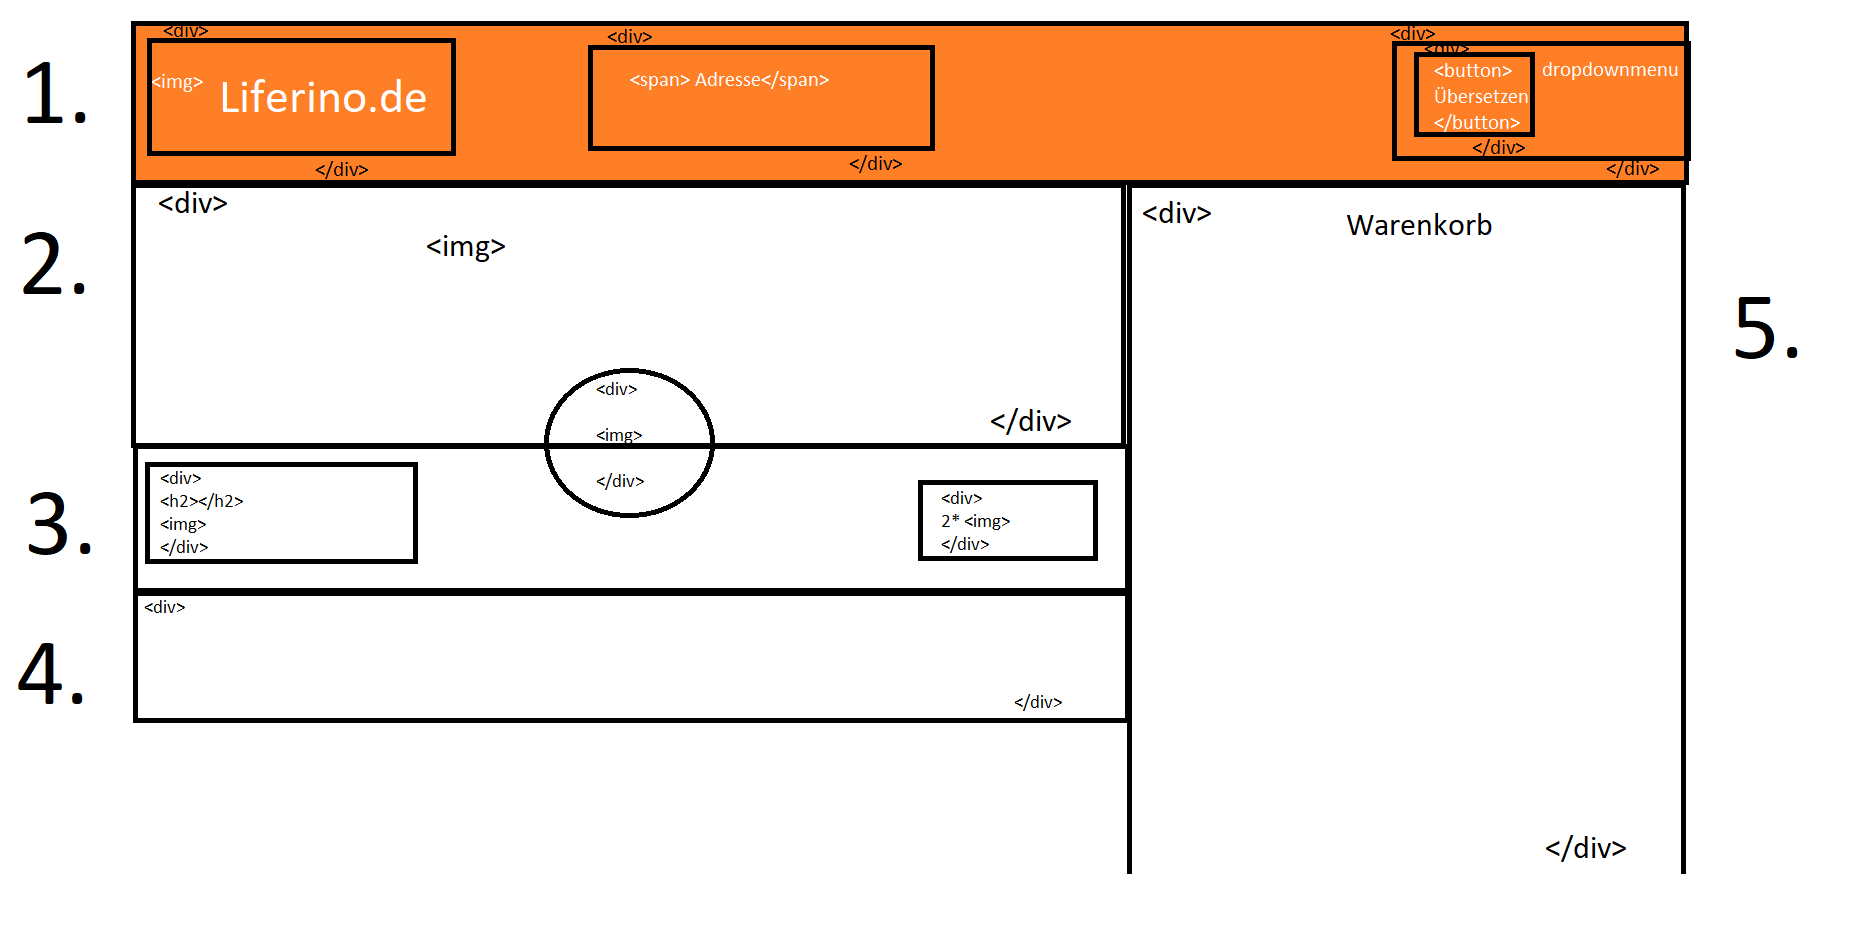 1.
<div>
<img> Liferino.de
</div>
<div>
<span> Adresse</span>
</div>
<div>
<div>
<button>
Übersetzen
</button>
</div>
dropdownmenu
</div>
2.
<div>
<img>
</div>
<div>
<img>
</div>
3.
<div>
<h2></h2>
<img>
</div>
<div>
2* <img>
</div>
4.
<div>
</div>
5.
<div>
Warenkorb
</div>